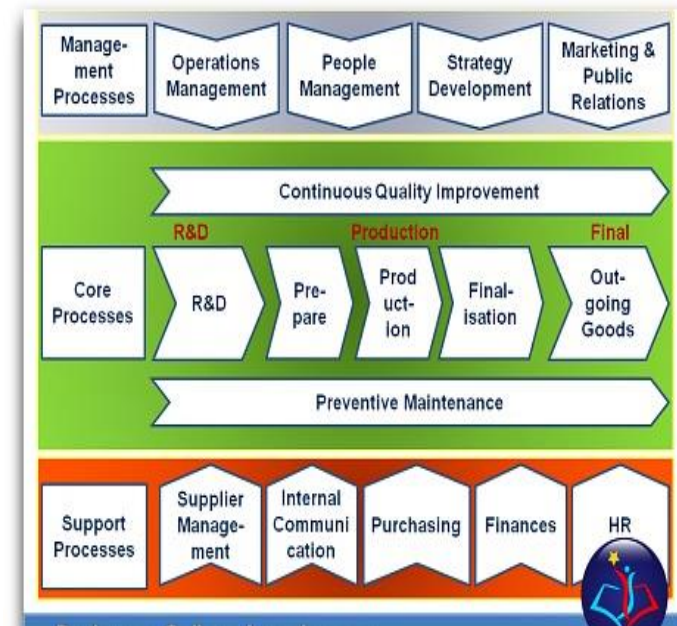 Manage-
ment
Processes
Operations
Management
People
Management
Strategy
Development
Marketing &
Public
Relations
Continuous Quality Improvement
R&D
Production
Final
Core
Processes
R&D
Pre-
pare
Prod
uct-
ion
Final-
isation
Out-
going
Goods
Preventive Maintenance
Support
Processes
Supplier
Manage-
ment
Internal
Communi
cation
Purchasing
Finances
HR